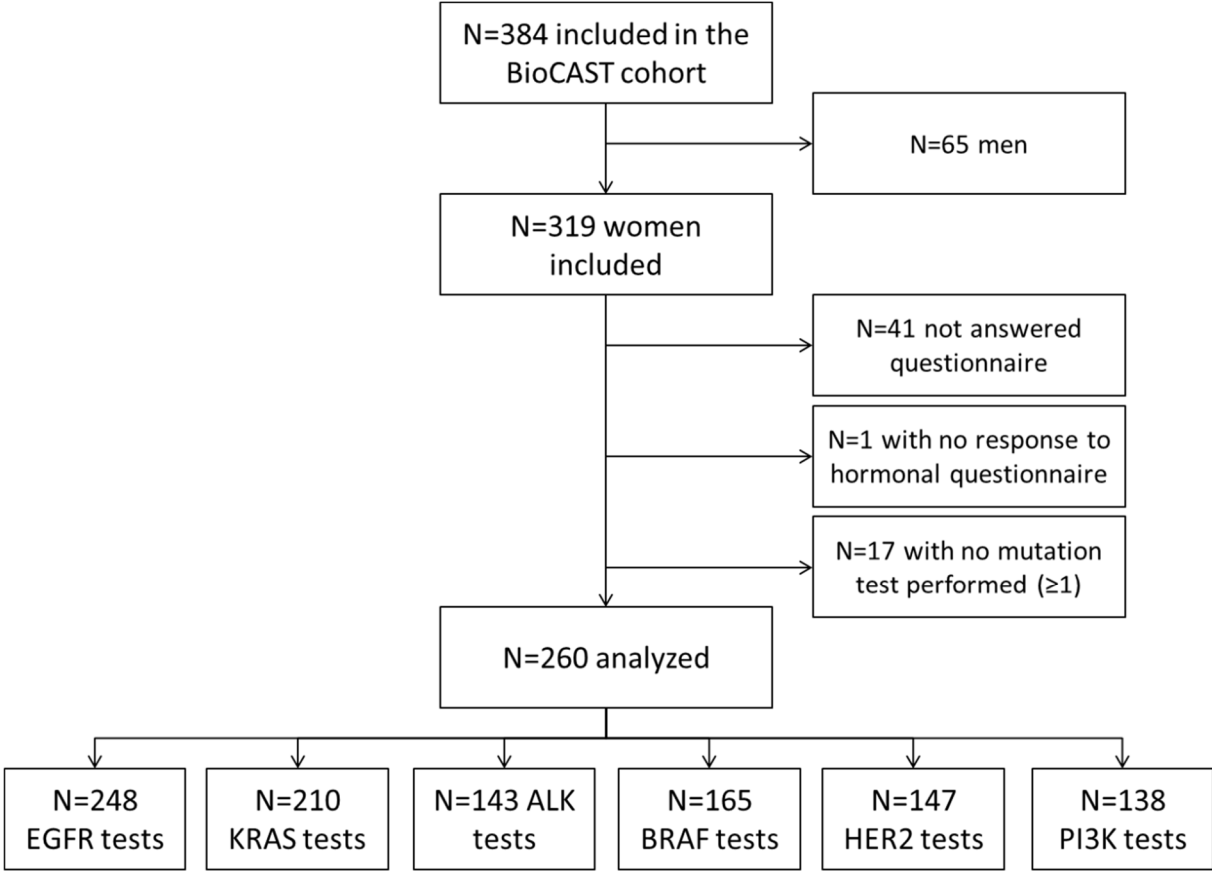 N=384 included in the
BioCAST cohort
N=65 men
N=319 women
included
N=41 not answered
questionnaire
N=1 with no response to
hormonal questionnaire
N=17 with no mutation
test performed (≥1)
N=260 analyzed
N=248
EGFR tests
N=210
KRAS tests
N=143 ALK
tests
N=165
BRAF tests
N=147
HER2 tests
N=138
PI3K tests